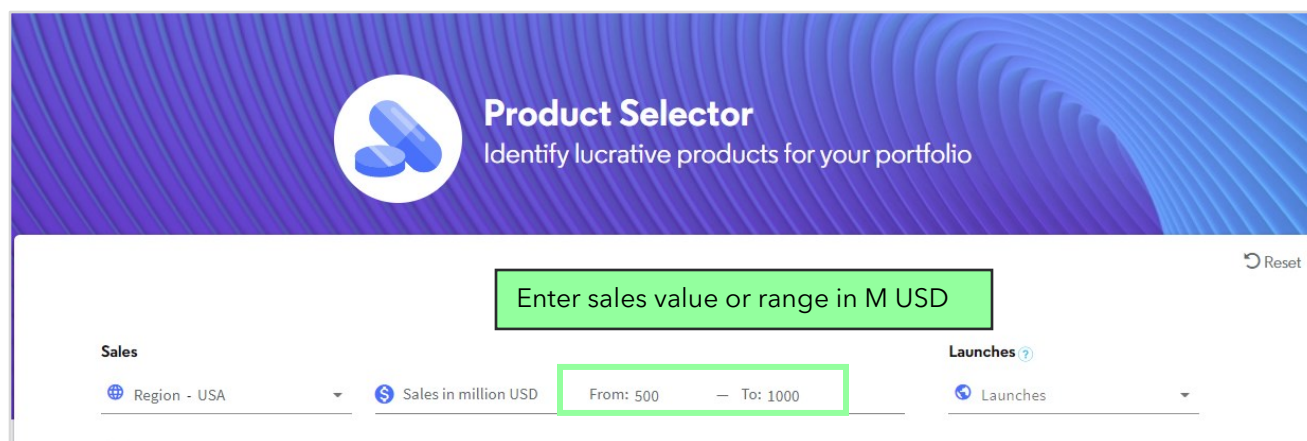 Product Selector
Identify lucrative products for your portfolio
Reset
Enter sales value or range in M USD
Sales
Launches ?
Region - USA
$ Sales in million USD
From: 500 — To: 1000
Launches